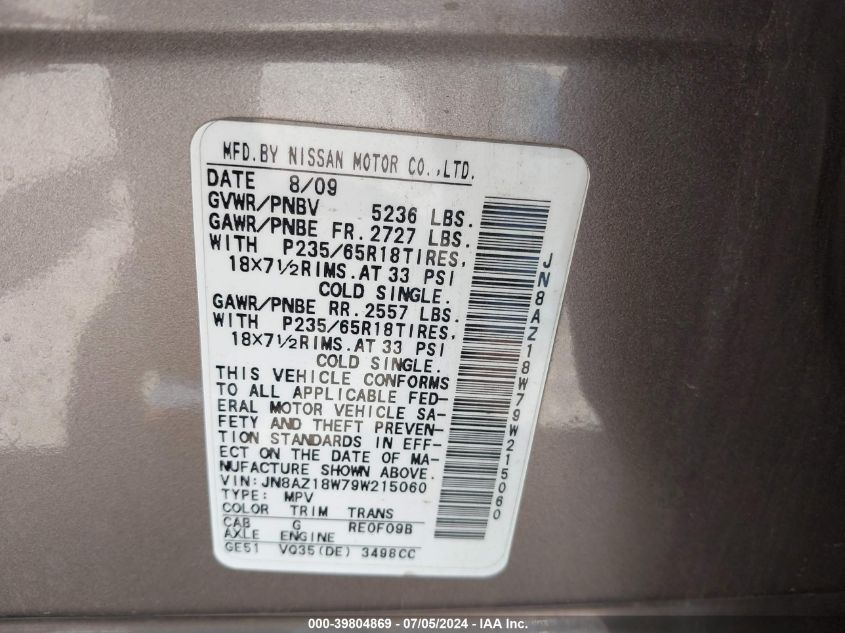 MFD.BY NISSAN MOTOR CO.,LTD.
DATE 8/09
GVWR/PNBV 5236 LBS.
GAWR/PNBE FR. 2727 LBS.
WITH P235/65R18TIRES,
18×7½RIMS.AT 33 PSI
COLD SINGLE.
GAWR/PNBE RR. 2557 LBS.
WITH P235/65R18TIRES,
18×7½RIMS.AT 33 PSI
COLD SINGLE.
THIS VEHICLE CONFORMS
TO ALL APPLICABLE FED-
ERAL MOTOR VEHICLE SA-
FETY AND THEFT PREVEN-
TION STANDARDS IN EFF-
ECT ON THE DATE OF MA-
NUFACTURE SHOWN ABOVE.
VIN:JN8AZ18W79W215060
TYPE: MPV
COLOR TRIM TRANS
CAB G RE0F09B
AXLE ENGINE
GE51 VQ35(DE) 3498CC
JN8AZ18W79W215060
000-39804869 - 07/05/2024 - IAA Inc.